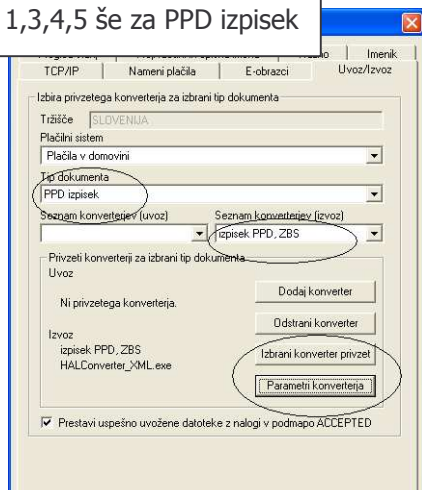 1,3,4,5 še za PPD izpisek
Imenik
TCP/IP Nameni plačila E-obrazci Uvoz/Izvoz
Izbira privzetega konverterja za izbrani tip dokumenta
Tržišče SLOVENIJA
Plačilni sistem
Plačila v domovini
Tip dokumenta
PPD izpisek
Seznam konverterjev (uvoz) Seznam konverterjev (izvoz)
izpisek PPD, ZBS
Privzeti konverterji za izbrani tip dokumenta
Uvoz
Dodaj konverter
Ni privzetega konverterja.
Odstrani konverter
Izvoz
izpisek PPD, ZBS
Izbrani konverter privzet
HALConverter_XML.exe
Parametri konverterja
Prestavi uspešno uvožene datoteke z nalogi v podmapo ACCEPTED